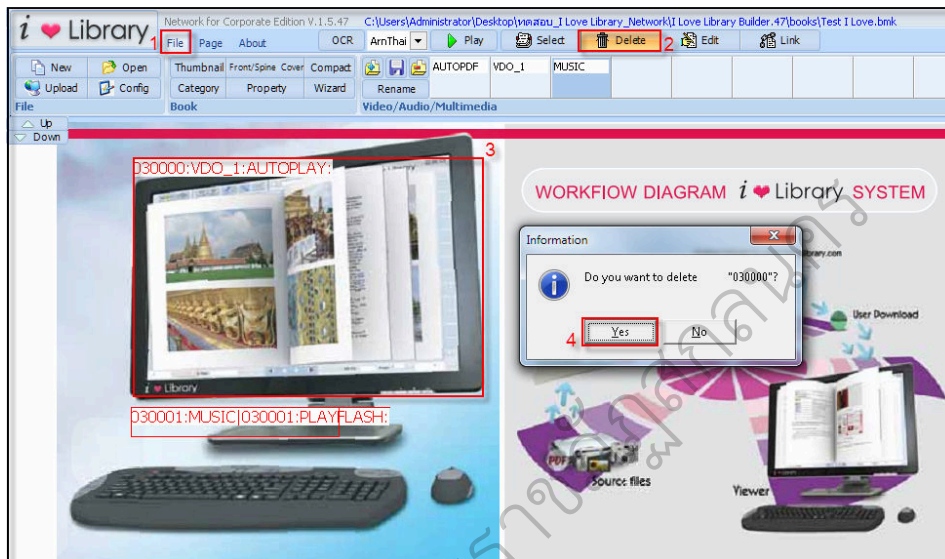 i ❤ Library
Network for Corporate Edition V.1.5.47
C:\Users\Administrator\Desktop\ทดสอบ_I Love Library_Network\I Love Library Builder.47\books\Test I Love.bmk
1 File Page About OCR ArnThai Play Select Delete 2 Edit Link
New Open Thumbnail Front/Spine Cover Compact AUTOPDF VDO_1 MUSIC
Upload Config Category Property Wizard Rename
File Book Video/Audio/Multimedia
Up
Down
3
030000:VDO_1:AUTOPLAY:
WORKFLOW DIAGRAM i ❤ Library SYSTEM
Information
Do you want to delete "030000"?
4 Yes No
User Download
i ❤ Library
030001:MUSIC|030001:PLAYFLASH:
PDF
Source files
Viewer